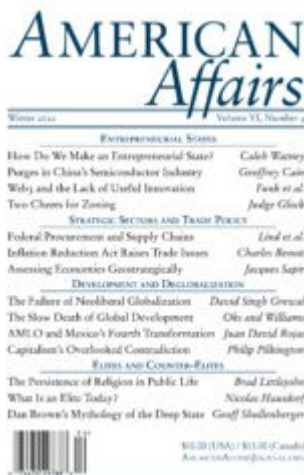 AMERICAN
Affairs
Winter 2022 Volume VI, Number 4
ENTREPRENEURIAL STATES
How Do We Make an Entrepreneurial State? Caleb Watney
Purges in China's Semiconductor Industry Geoffrey Cain
Web3 and the Lack of Useful Innovation Funk et al.
Two Cheers for Zoning Judge Glock
STRATEGIC SECTORS AND TRADE POLICY
Federal Procurement and Supply Chains Lind et al.
Inflation Reduction Act Raises Trade Issues Charles Benoit
Assessing Economies Geostrategically Jacques Sapir
DEVELOPMENT AND DEGLOBALIZATION
The Failure of Neoliberal Globalization David Singh Grewal
The Slow Death of Global Development Oks and Williams
AMLO and Mexico's Fourth Transformation Juan David Rojas
Capitalism's Overlooked Contradiction Philip Pilkington
ELITES AND COUNTER-ELITES
The Persistence of Religion in Public Life Brad Littlejohn
What Is an Elite Today? Nicolas Hausdorf
Dan Brown's Mythology of the Deep State Geoff Shullenberger
(USA) / (Canada)
AMERICANAFFAIRSJOURNAL.ORG